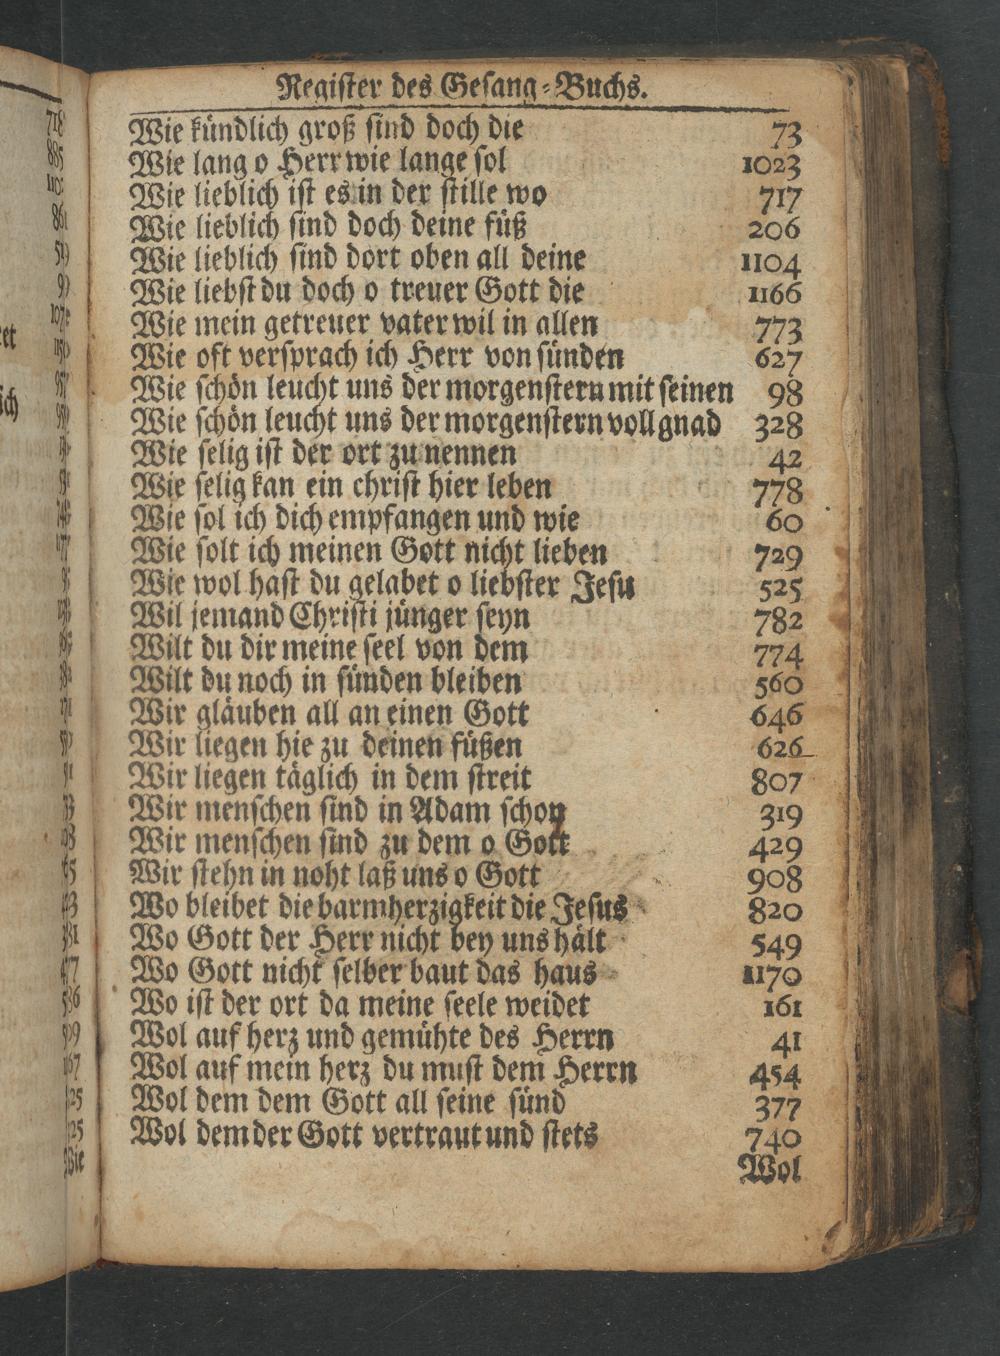 Register des Gesang-Buchs.
Wie kündlich groß sind doch die 73
Wie lang o Herr wie lange sol 1023
Wie lieblich ist es in der stille wo 717
Wie lieblich sind doch deine füß 206
Wie lieblich sind dort oben all deine 1104
Wie liebst du doch o treuer Gott die 1166
Wie mein getreuer vater wil in allen 773
Wie oft versprach ich Herr von sünden 627
Wie schön leucht uns der morgenstern mit seinen 98
Wie schön leucht uns der morgenstern voll gnad 328
Wie selig ist der ort zu nennen 42
Wie selig kan ein christ hier leben 778
Wie sol ich dich empfangen und wie 60
Wie solt ich meinen Gott nicht lieben 729
Wie wol hast du gelabet o liebster Jesu 525
Wil jemand Christi jünger seyn 782
Wilt du dir meine seel von dem 774
Wilt du noch in sünden bleiben 560
Wir gläuben all an einen Gott 646
Wir liegen hie zu deinen füßen 626
Wir liegen täglich in dem streit 807
Wir menschen sind in Adam schon 319
Wir menschen sind zu dem o Gott 429
Wir stehn in noht laß uns o Gott 908
Wo bleibet die barmherzigkeit die Jesus 820
Wo Gott der Herr nicht bey uns hält 549
Wo Gott nicht selber baut das haus 1170
Wo ist der ort da meine seele weidet 161
Wol auf herz und gemühte des Herrn 41
Wol auf mein herz du must dem Herrn 454
Wol dem dem Gott all seine sünd 377
Wol dem der Gott vertraut und stets 740
Wol